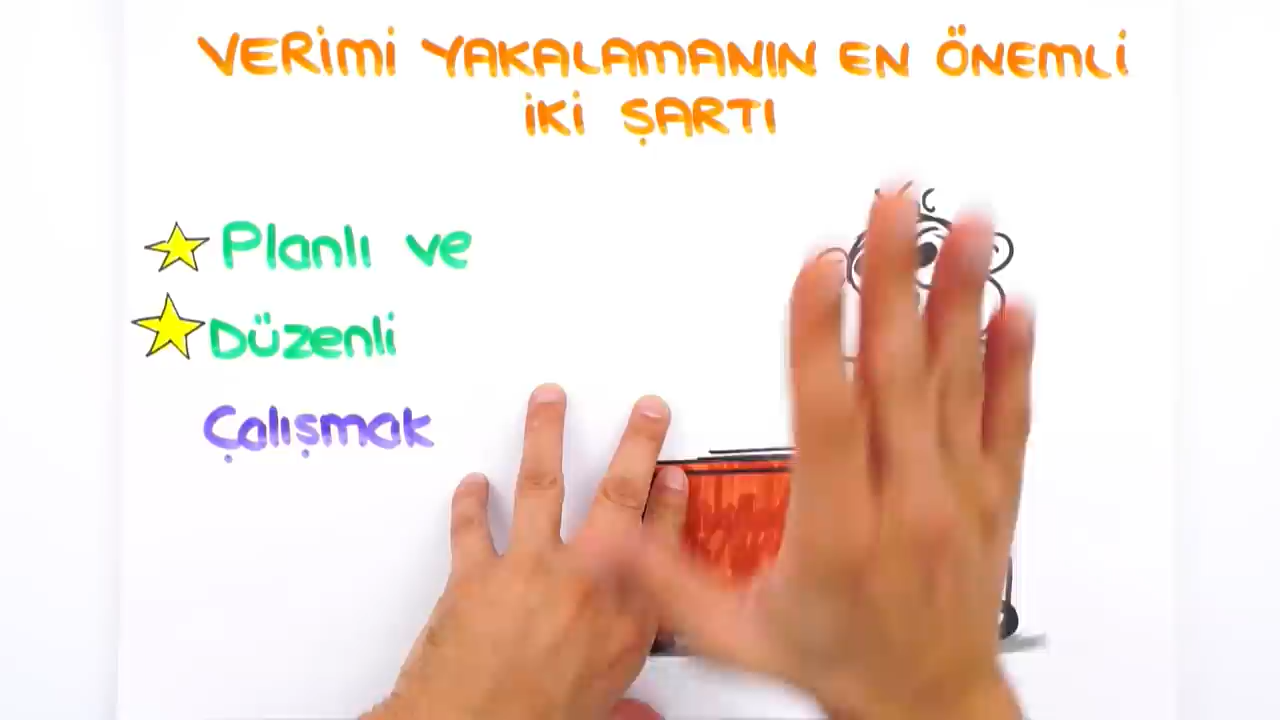 VERİMİ YAKALAMANIN EN ÖNEMLİ
İKİ ŞARTI
Planlı ve
Düzenli
Çalışmak